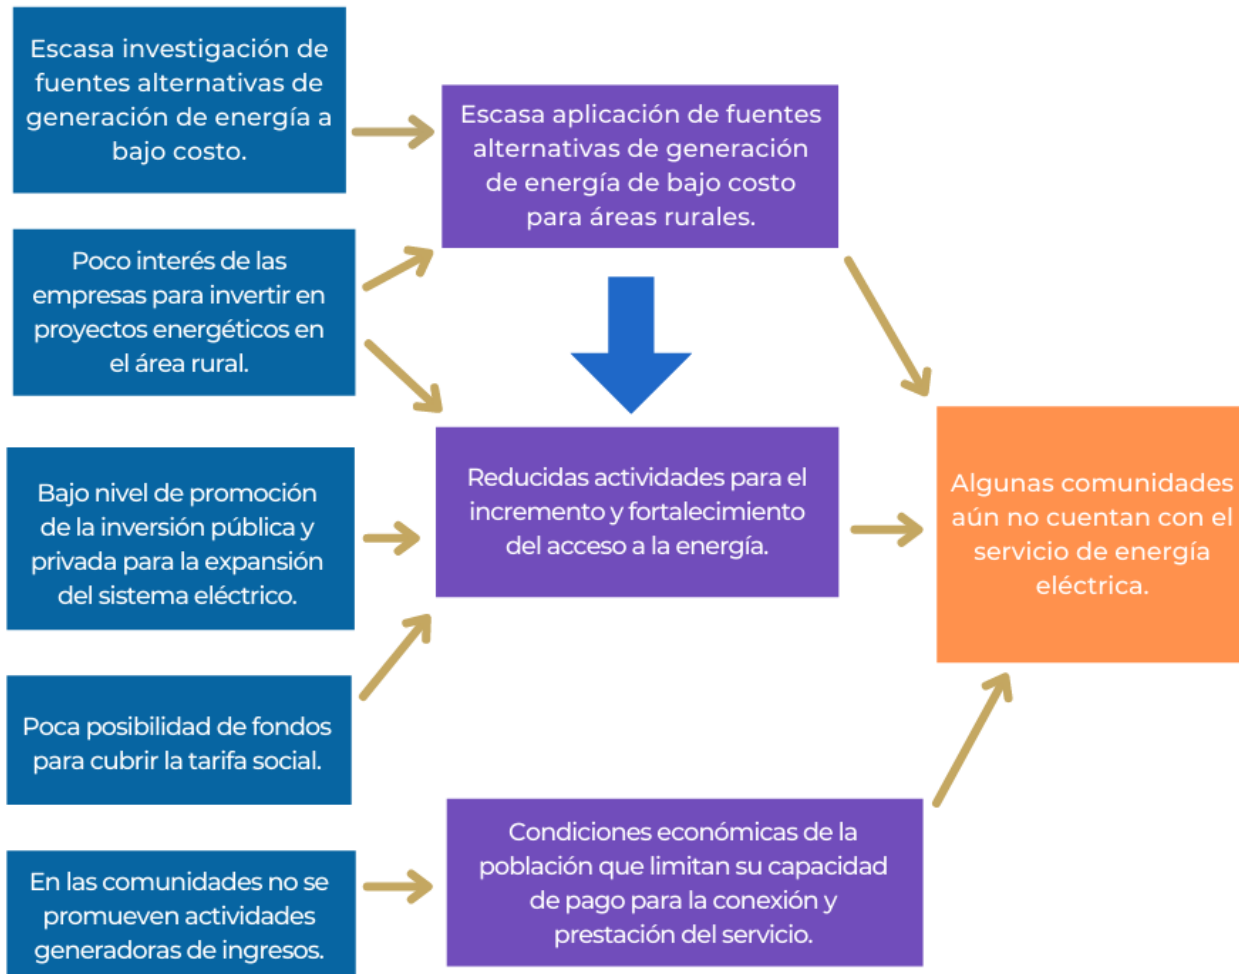 Escasa investigación de
fuentes alternativas de
generación de energía a
bajo costo.
Escasa aplicación de fuentes
alternativas de generación
de energía de bajo costo
para áreas rurales.
Poco interés de las
empresas para invertir en
proyectos energéticos en
el área rural.
Bajo nivel de promoción
de la inversión pública y
privada para la expansión
del sistema eléctrico.
Reducidas actividades para el
incremento y fortalecimiento
del acceso a la energía.
Algunas comunidades
aún no cuentan con el
servicio de energía
eléctrica.
Poca posibilidad de fondos
para cubrir la tarifa social.
En las comunidades no se
promueven actividades
generadoras de ingresos.
Condiciones económicas de la
población que limitan su capacidad
de pago para la conexión y
prestación del servicio.